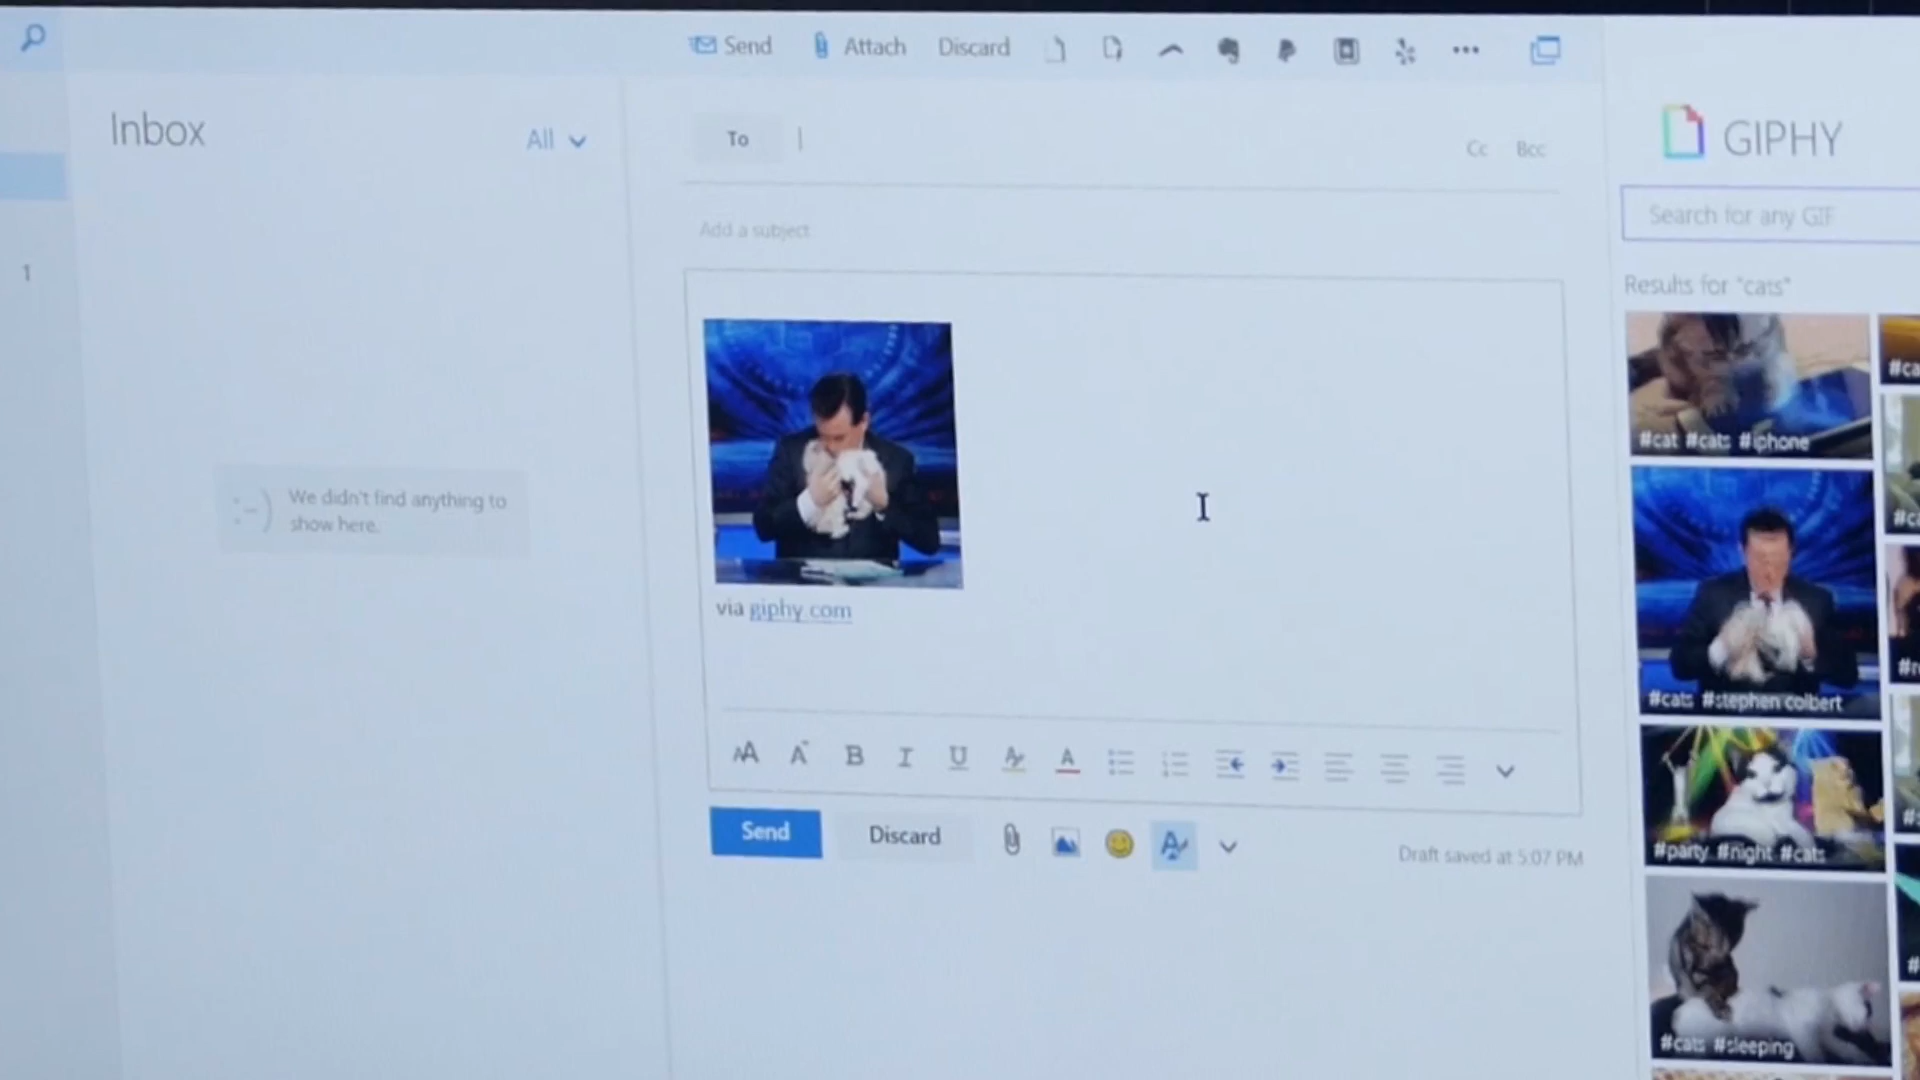 Send Attach Discard
Inbox
All
To
Cc Bcc
Add a subject
1
:-) We didn't find anything to
show here.
via giphy.com
B I U A
Send Discard
Draft saved at 5:07 PM
GIPHY
Search for any GIF
Results for "cats"
#cat #cats #iphone
#cats #stephen colbert
#party #night #cats
#cats #sleeping